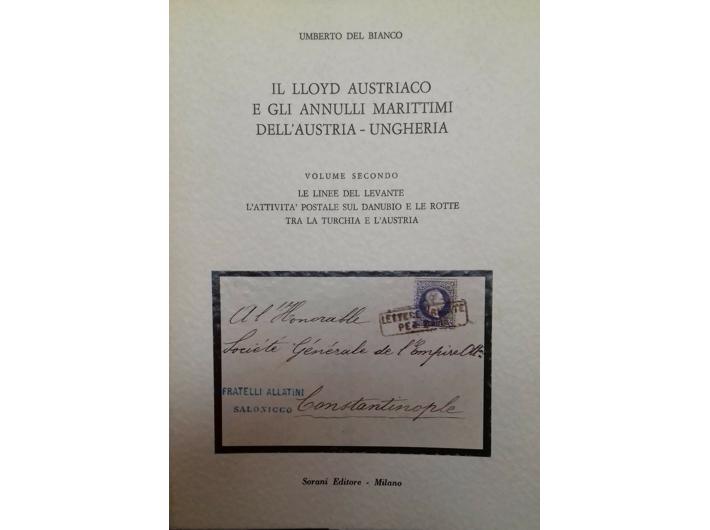 UMBERTO DEL BIANCO
IL LLOYD AUSTRIACO
E GLI ANNULLI MARITTIMI
DELL'AUSTRIA - UNGHERIA
VOLUME SECONDO
LE LINEE DEL LEVANTE
L'ATTIVITA' POSTALE SUL DANUBIO E LE ROTTE
TRA LA TURCHIA E L'AUSTRIA
A l'Honorable
LETTERE
PER
Société Générale de l'Empire Ott.
FRATELLI ALLATINI
SALONICCO
Constantinople
Sorani Editore - Milano